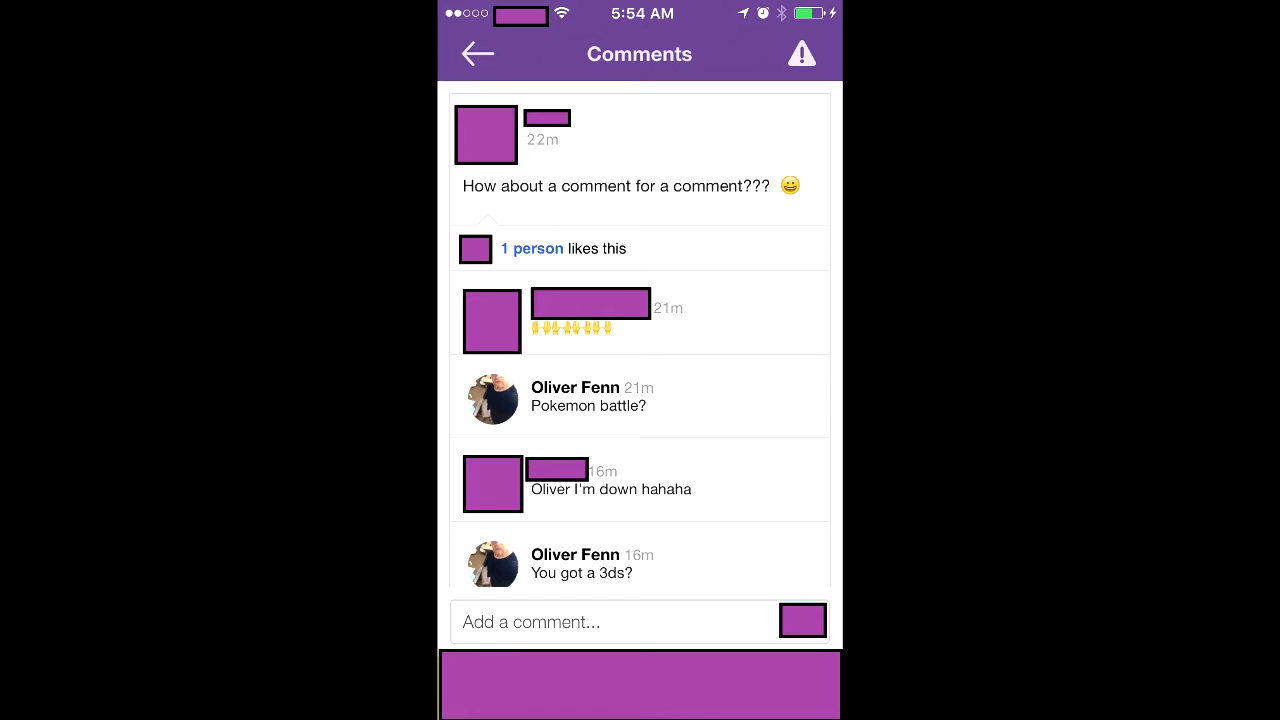 5:54 AM
Comments
22m
How about a comment for a comment??? 😀
1 person likes this
21m
🙌🙌🙌🙌🙌
Oliver Fenn 21m
Pokemon battle?
16m
Oliver I'm down hahaha
Oliver Fenn 16m
You got a 3ds?
Add a comment...